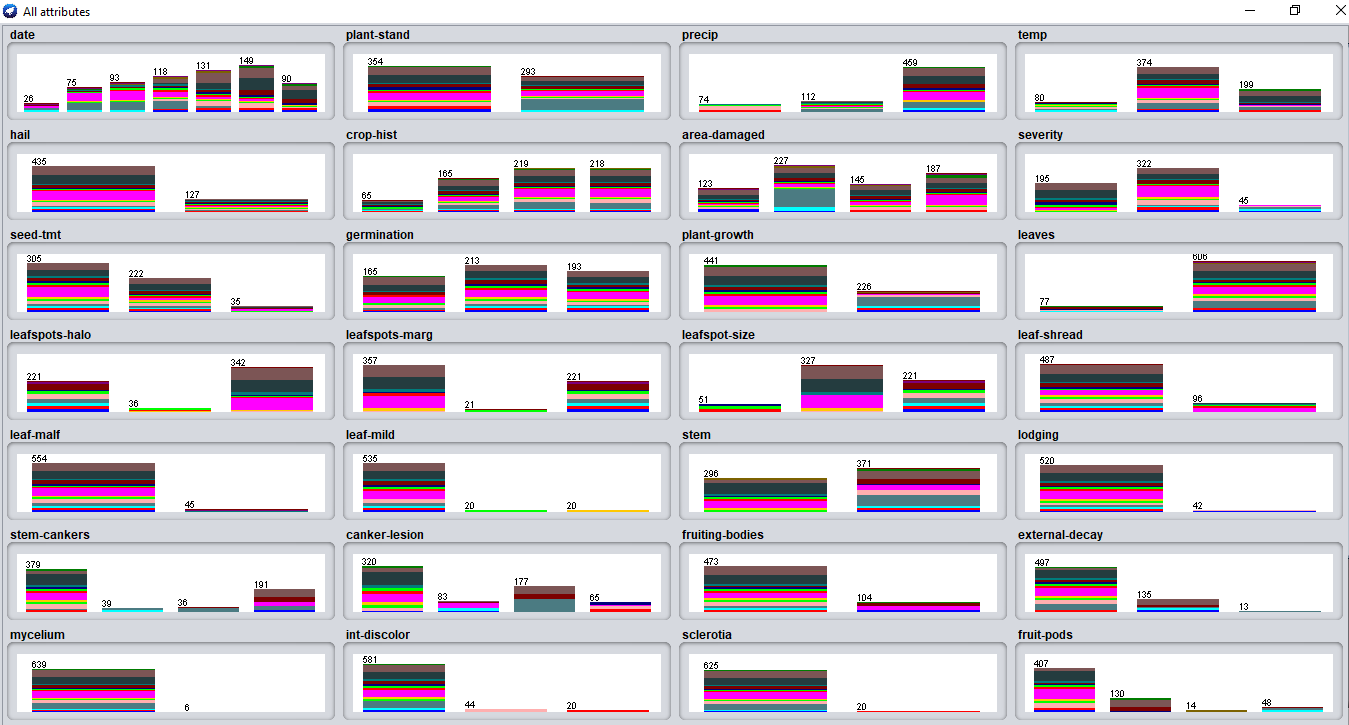 All attributes
date plant-stand precip temp
26 75 93 118 131 149 90 354 293 74 112 459 80 374 199
hail crop-hist area-damaged severity
435 127 65 165 219 218 123 227 145 187 195 322 45
seed-tmt germination plant-growth leaves
305 222 35 165 213 193 441 226 77 606
leafspots-halo leafspots-marg leafspot-size leaf-shread
221 36 342 357 21 221 51 327 221 487 96
leaf-malf leaf-mild stem lodging
554 45 535 20 20 296 371 520 42
stem-cankers canker-lesion fruiting-bodies external-decay
379 39 36 191 320 83 177 65 473 104 497 135 13
mycelium int-discolor sclerotia fruit-pods
639 6 581 44 20 625 20 407 130 14 48